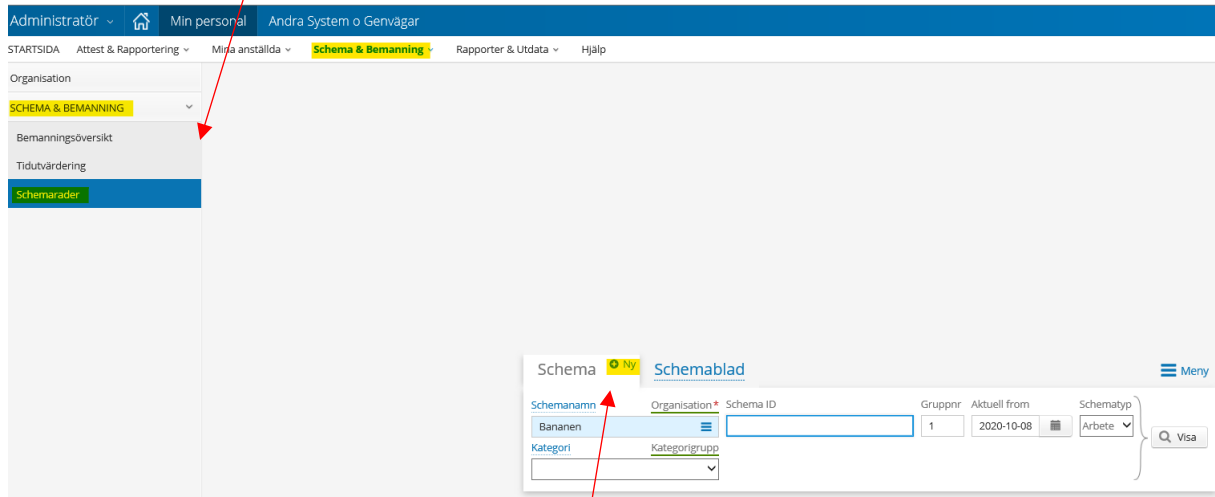 Administratör Min personal Andra System o Genvägar
STARTSIDA Attest & Rapportering Mina anställda Schema & Bemanning Rapporter & Utdata Hjälp
Organisation
SCHEMA & BEMANNING
Bemanningsöversikt
Tidutvärdering
Schemarader
Schema Ny Schemablad Meny
Schemanamn Organisation* Schema ID Gruppnr Aktuell from Schematyp
Bananen 1 2020-10-08 Arbete Visa
Kategori Kategorigrupp